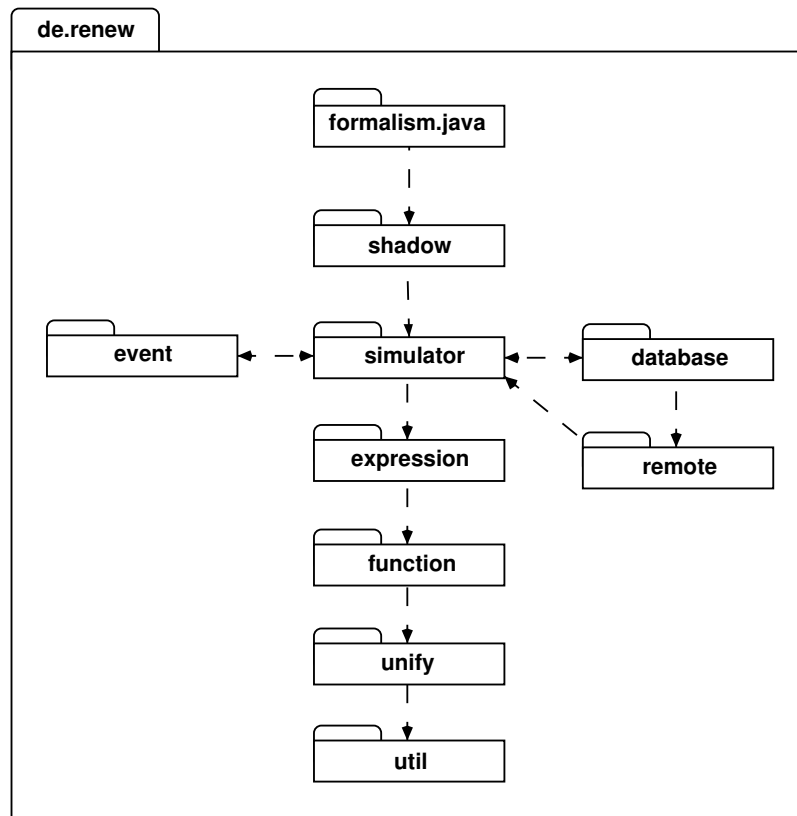 de.renew
formalism.java
shadow
event
simulator
database
expression
remote
function
unify
util